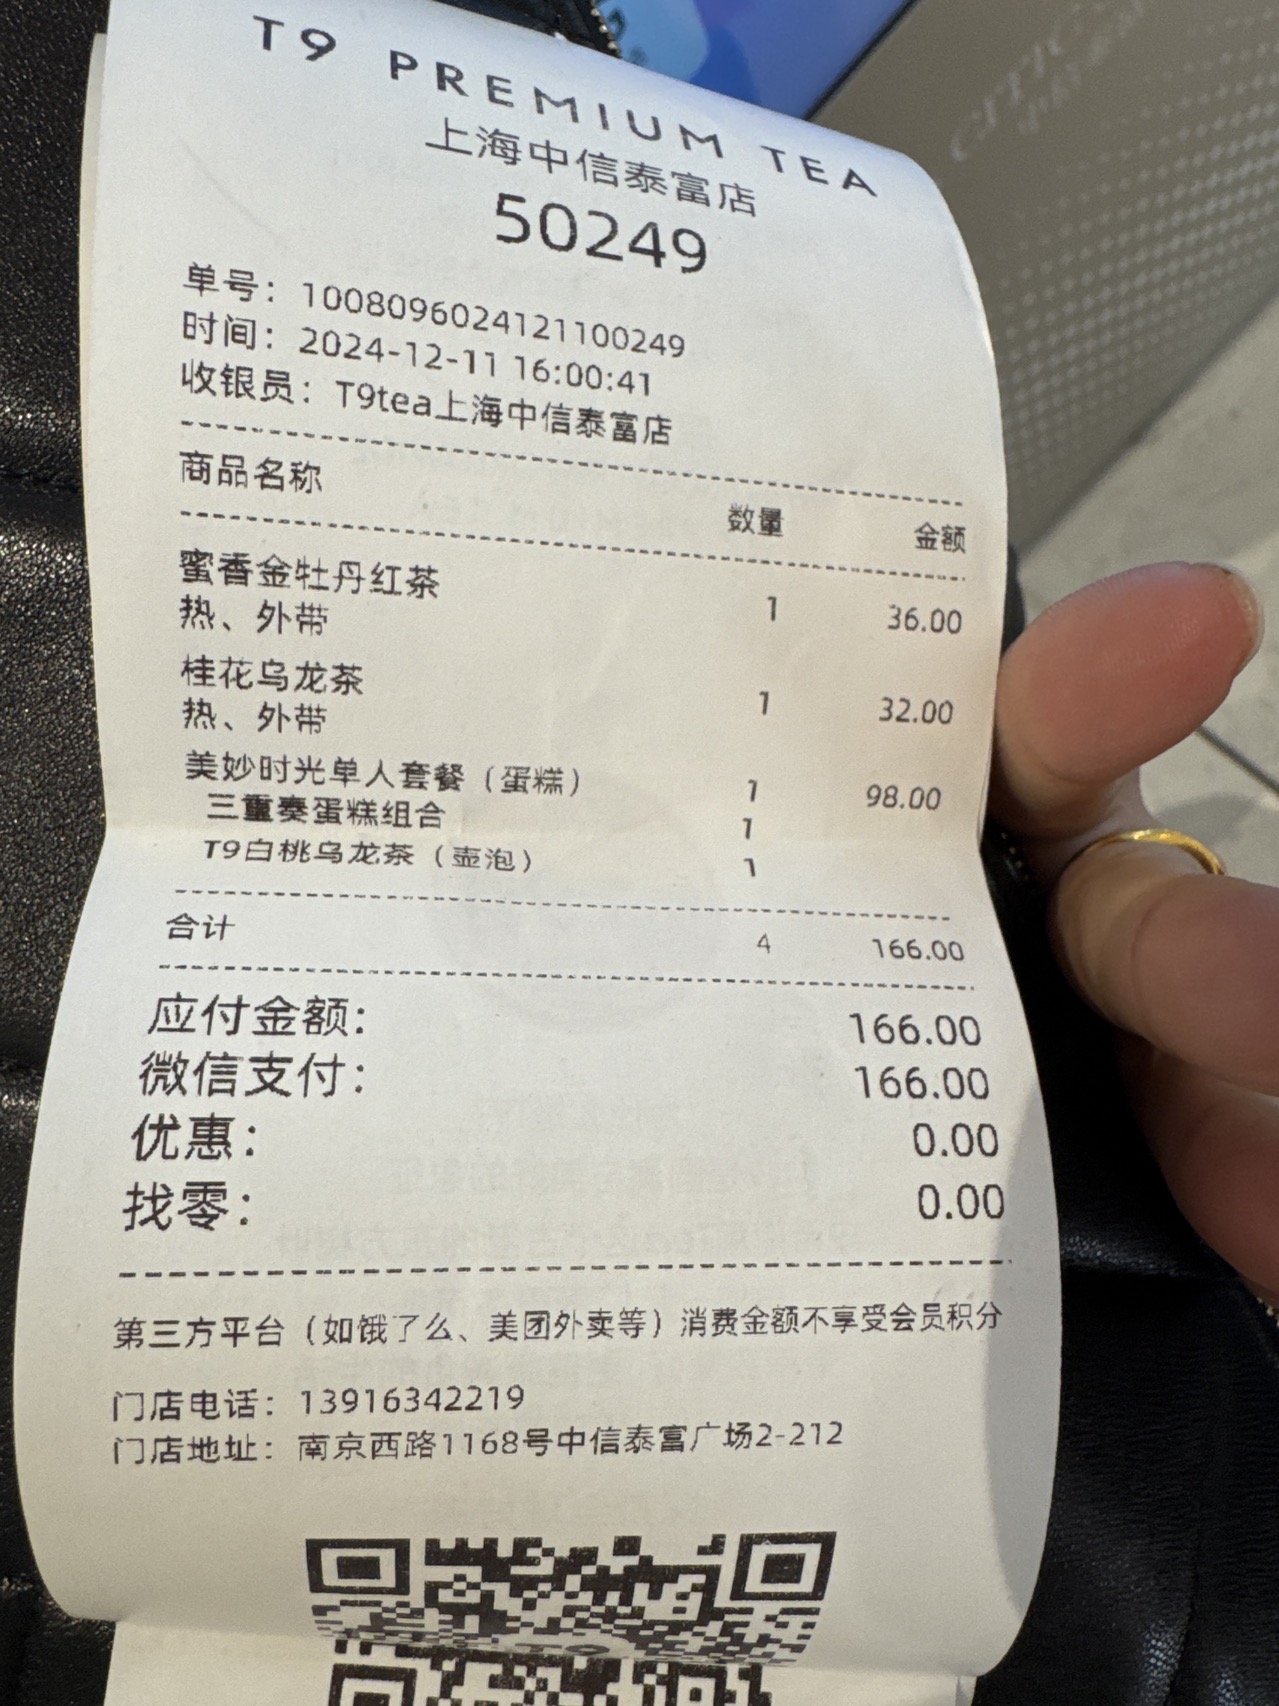 T9 PREMIUM TEA
上海中信泰富店
50249
单号：1008096024121100249
时间：2024-12-11 16:00:41
收银员：T9tea上海中信泰富店
商品名称 数量 金额
蜜香金牡丹红茶 1 36.00
热、外带
桂花乌龙茶 1 32.00
热、外带
美妙时光单人套餐（蛋糕） 1 98.00
三重奏蛋糕组合 1
T9白桃乌龙茶（壶泡） 1
合计 4 166.00
应付金额: 166.00
微信支付: 166.00
优惠: 0.00
找零: 0.00
第三方平台（如饿了么、美团外卖等）消费金额不享受会员积分
门店电话：13916342219
门店地址：南京西路1168号中信泰富广场2-212
T9
CITIC